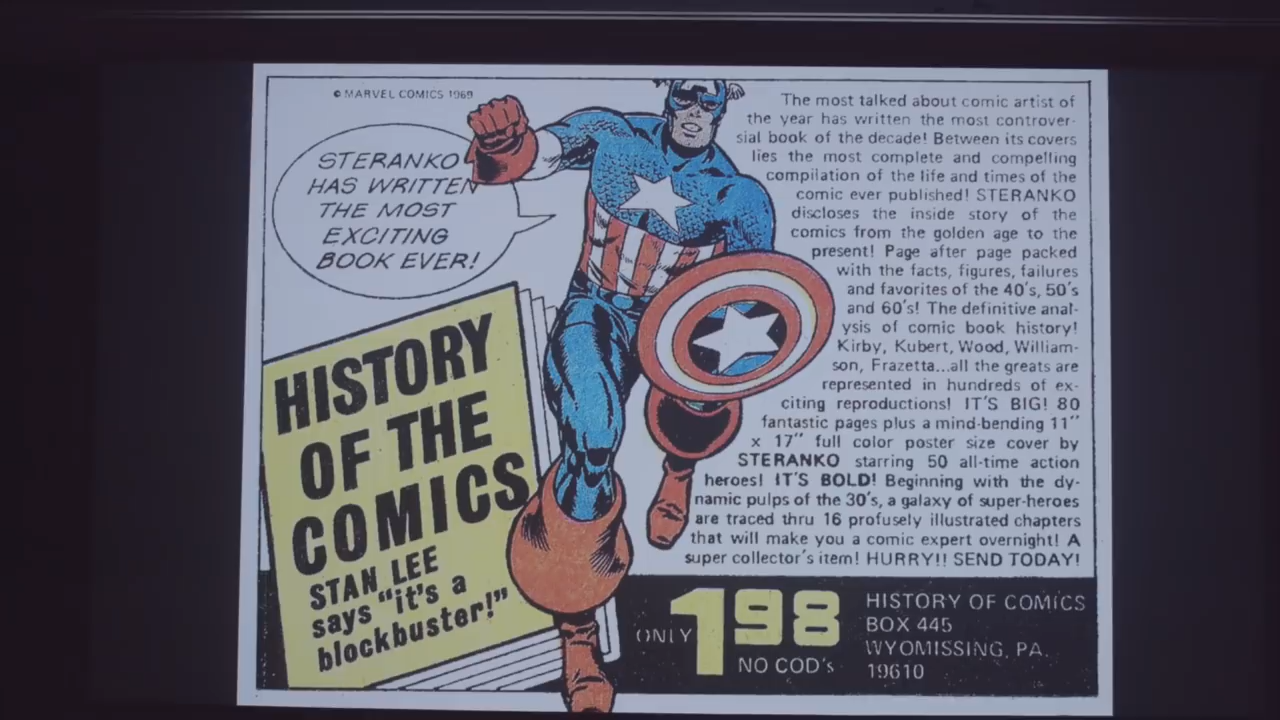 © MARVEL COMICS 1969
STERANKO
HAS WRITTEN
THE MOST
EXCITING
BOOK EVER!
HISTORY
OF THE
COMICS
STAN LEE
says "it's a
blockbuster!"
The most talked about comic artist of
the year has written the most controver-
sial book of the decade! Between its covers
lies the most complete and compelling
compilation of the life and times of the
comic ever published! STERANKO
discloses the inside story of the
comics from the golden age to the
present! Page after page packed
with the facts, figures, failures
and favorites of the 40's, 50's
and 60's! The definitive anal-
ysis of comic book history!
Kirby, Kubert, Wood, William-
son, Frazetta...all the greats are
represented in hundreds of ex-
citing reproductions! IT'S BIG! 80
fantastic pages plus a mind-bending 11"
x 17" full color poster size cover by
STERANKO starring 50 all-time action
heroes! IT'S BOLD! Beginning with the dy-
namic pulps of the 30's, a galaxy of super-heroes
are traced thru 16 profusely illustrated chapters
that will make you a comic expert overnight! A
super collector's item! HURRY!! SEND TODAY!
ONLY 198
NO COD's
HISTORY OF COMICS
BOX 445
WYOMISSING, PA.
19610